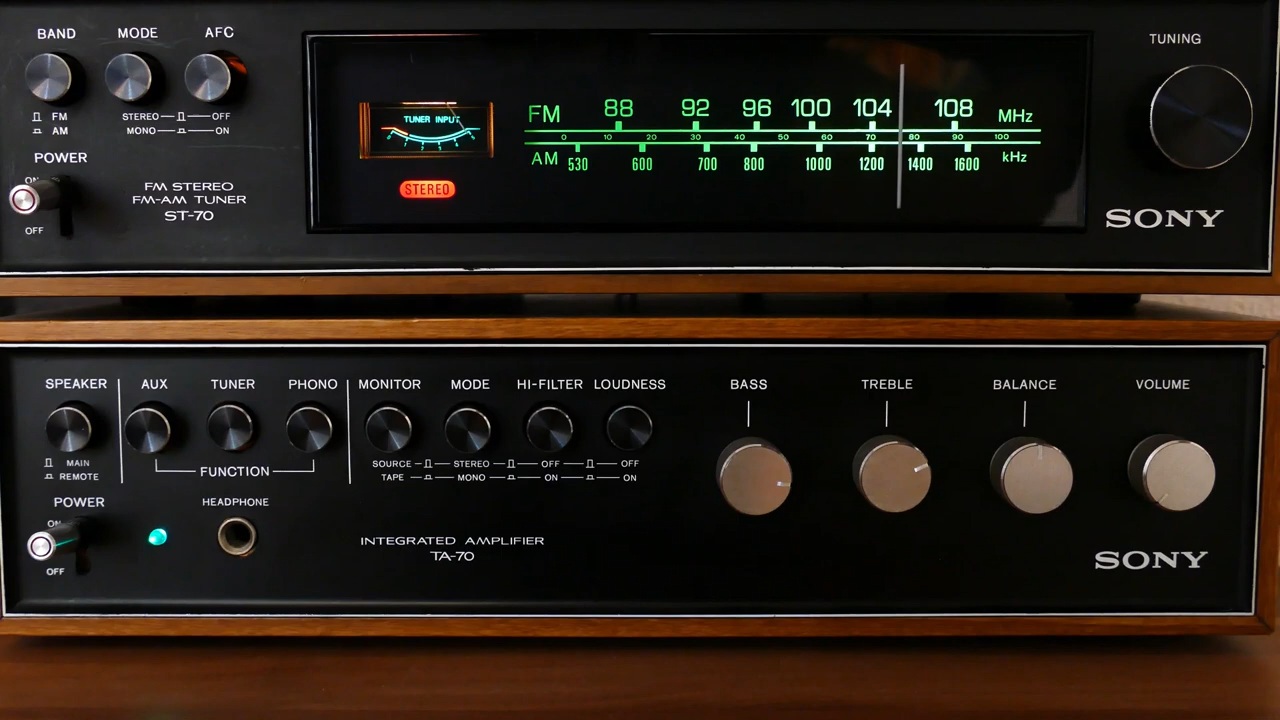 BAND MODE AFC
TUNING
FM STEREO OFF
AM MONO ON
POWER
ON
OFF
FM STEREO
FM-AM TUNER
ST-70
TUNER INPUT
STEREO
FM 88 92 96 100 104 108 MHz
0 10 20 30 40 50 60 70 80 90 100
AM 530 600 700 800 1000 1200 1400 1600 kHz
SONY
SPEAKER AUX TUNER PHONO MONITOR MODE HI-FILTER LOUDNESS BASS TREBLE BALANCE VOLUME
MAIN
REMOTE
FUNCTION
SOURCE STEREO OFF OFF
TAPE MONO ON ON
POWER
ON
OFF
HEADPHONE
INTEGRATED AMPLIFIER
TA-70
SONY